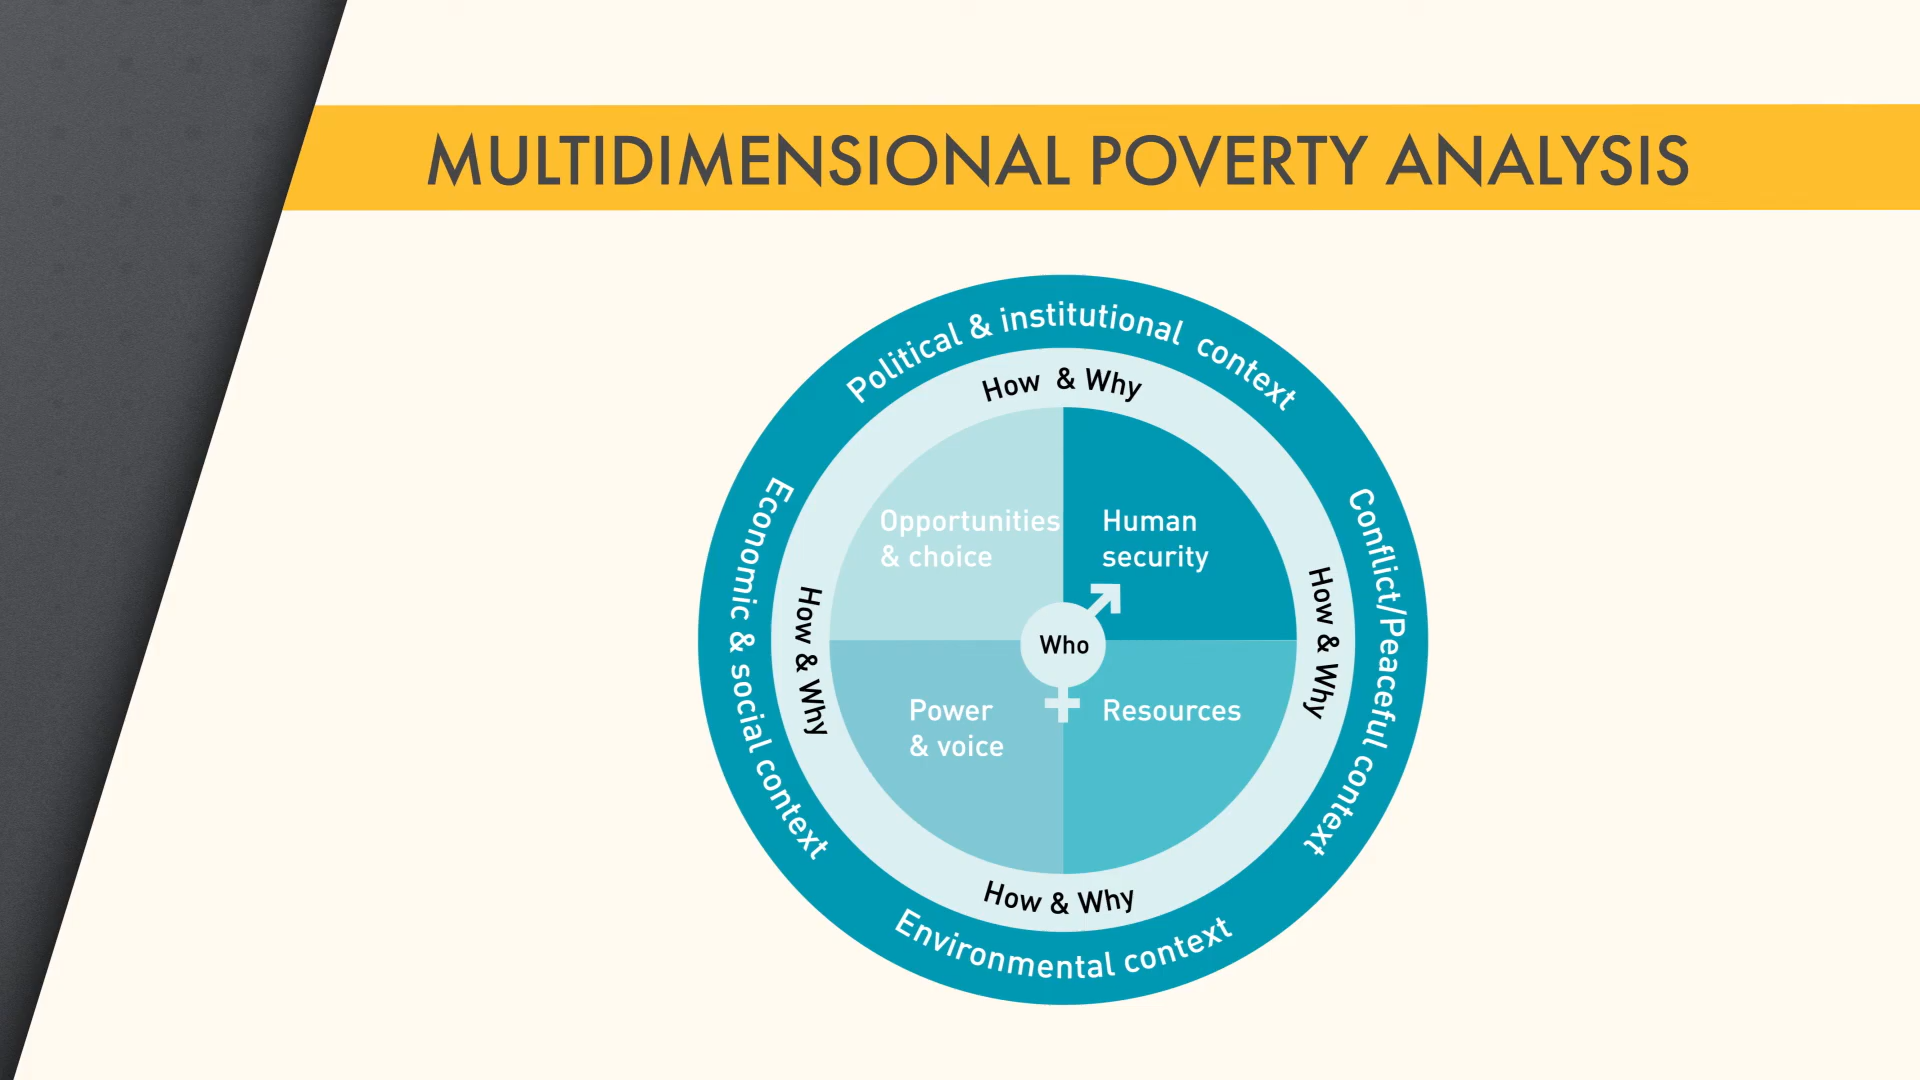 MULTIDIMENSIONAL POVERTY ANALYSIS
Political & institutional context
How & Why
Opportunities
& choice
Human
security
Economic & social context
How & Why
Who
How & Why
Conflict/Peaceful context
Power
& voice
Resources
How & Why
Environmental context